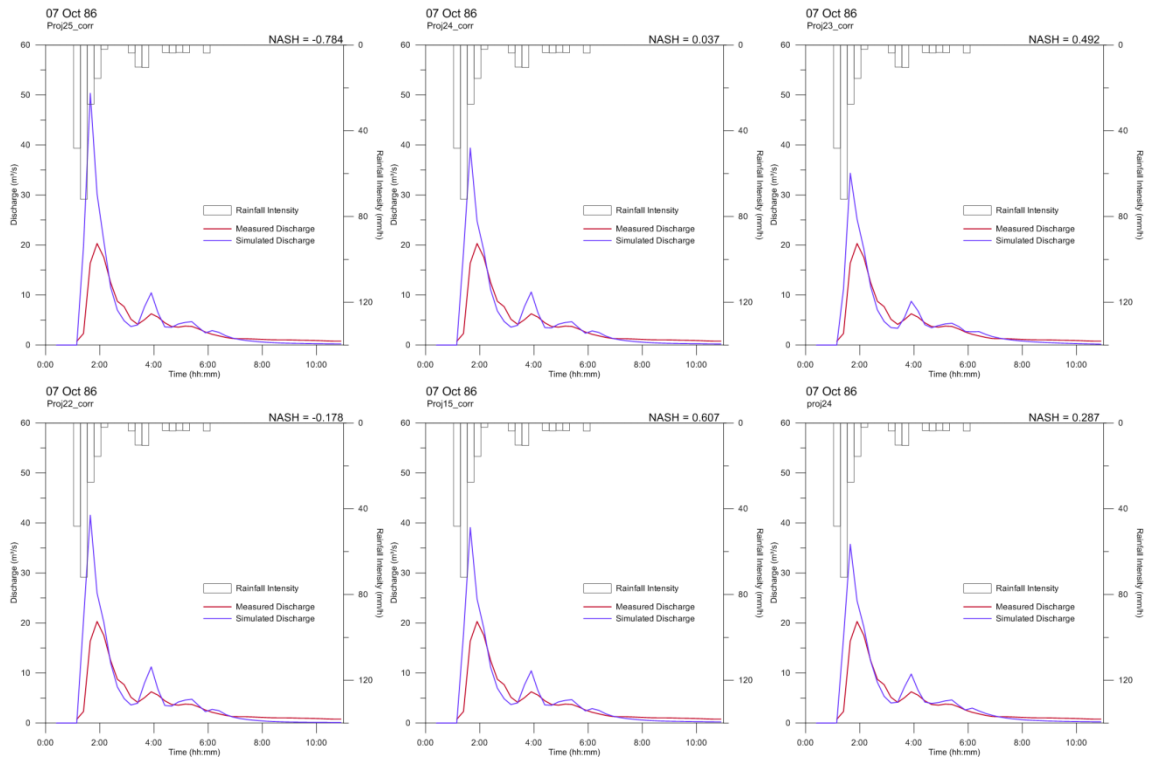 07 Oct 86
Proj25_corr
NASH = -0.784
60
50
40
30
20
10
0
Discharge (m³/s)
0
40
80
120
Rainfall Intensity (mm/h)
Rainfall Intensity
Measured Discharge
Simulated Discharge
0:00 2:00 4:00 6:00 8:00 10:00
Time (hh:mm)
07 Oct 86
Proj24_corr
NASH = 0.037
60
50
40
30
20
10
0
Discharge (m³/s)
0
40
80
120
Rainfall Intensity (mm/h)
Rainfall Intensity
Measured Discharge
Simulated Discharge
0:00 2:00 4:00 6:00 8:00 10:00
Time (hh:mm)
07 Oct 86
Proj23_corr
NASH = 0.492
60
50
40
30
20
10
0
Discharge (m³/s)
0
40
80
120
Rainfall Intensity (mm/h)
Rainfall Intensity
Measured Discharge
Simulated Discharge
0:00 2:00 4:00 6:00 8:00 10:00
Time (hh:mm)
07 Oct 86
Proj22_corr
NASH = -0.178
60
50
40
30
20
10
0
Discharge (m³/s)
0
40
80
120
Rainfall Intensity (mm/h)
Rainfall Intensity
Measured Discharge
Simulated Discharge
0:00 2:00 4:00 6:00 8:00 10:00
Time (hh:mm)
07 Oct 86
Proj15_corr
NASH = 0.607
60
50
40
30
20
10
0
Discharge (m³/s)
0
40
80
120
Rainfall Intensity (mm/h)
Rainfall Intensity
Measured Discharge
Simulated Discharge
0:00 2:00 4:00 6:00 8:00 10:00
Time (hh:mm)
07 Oct 86
proj24
NASH = 0.287
60
50
40
30
20
10
0
Discharge (m³/s)
0
40
80
120
Rainfall Intensity (mm/h)
Rainfall Intensity
Measured Discharge
Simulated Discharge
0:00 2:00 4:00 6:00 8:00 10:00
Time (hh:mm)